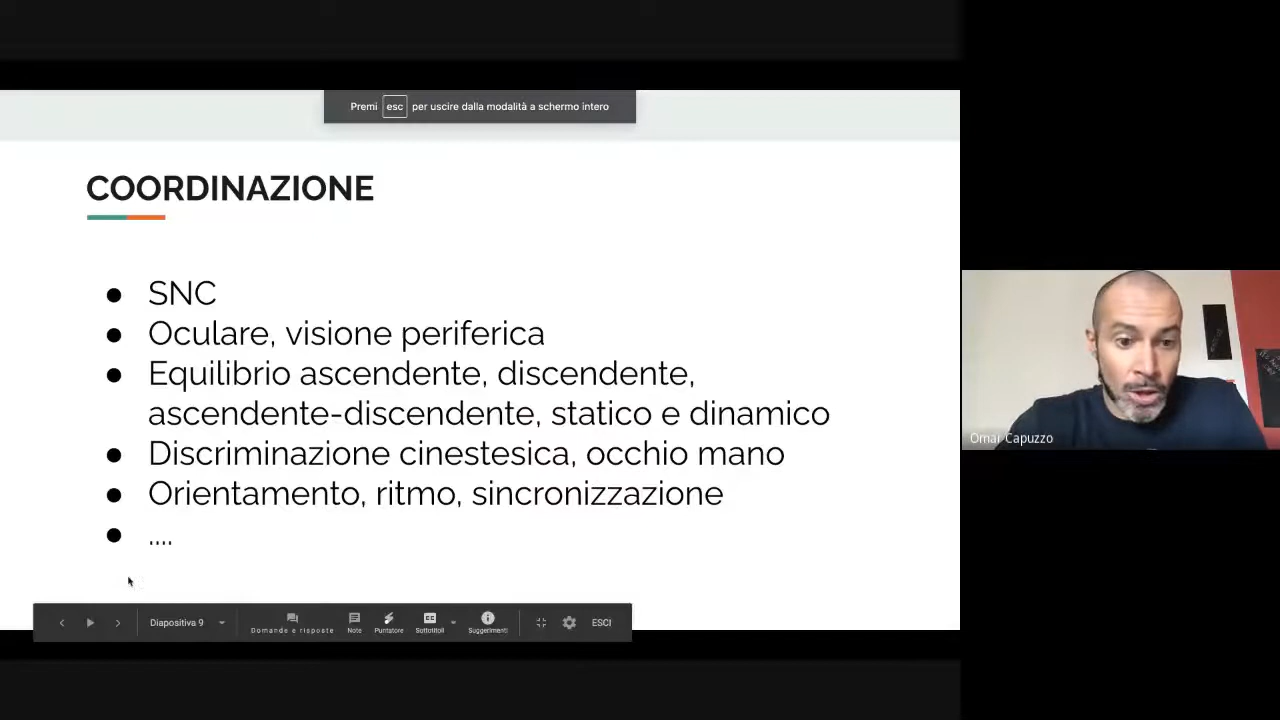 Premi esc per uscire dalla modalità a schermo intero
COORDINAZIONE
● SNC
● Oculare, visione periferica
● Equilibrio ascendente, discendente,
ascendente-discendente, statico e dinamico
● Discriminazione cinestesica, occhio mano
● Orientamento, ritmo, sincronizzazione
● ....
Omar Capuzzo
Diapositiva 9 Domande e risposte Note Puntatore Sottotitoli Suggerimenti ESCI